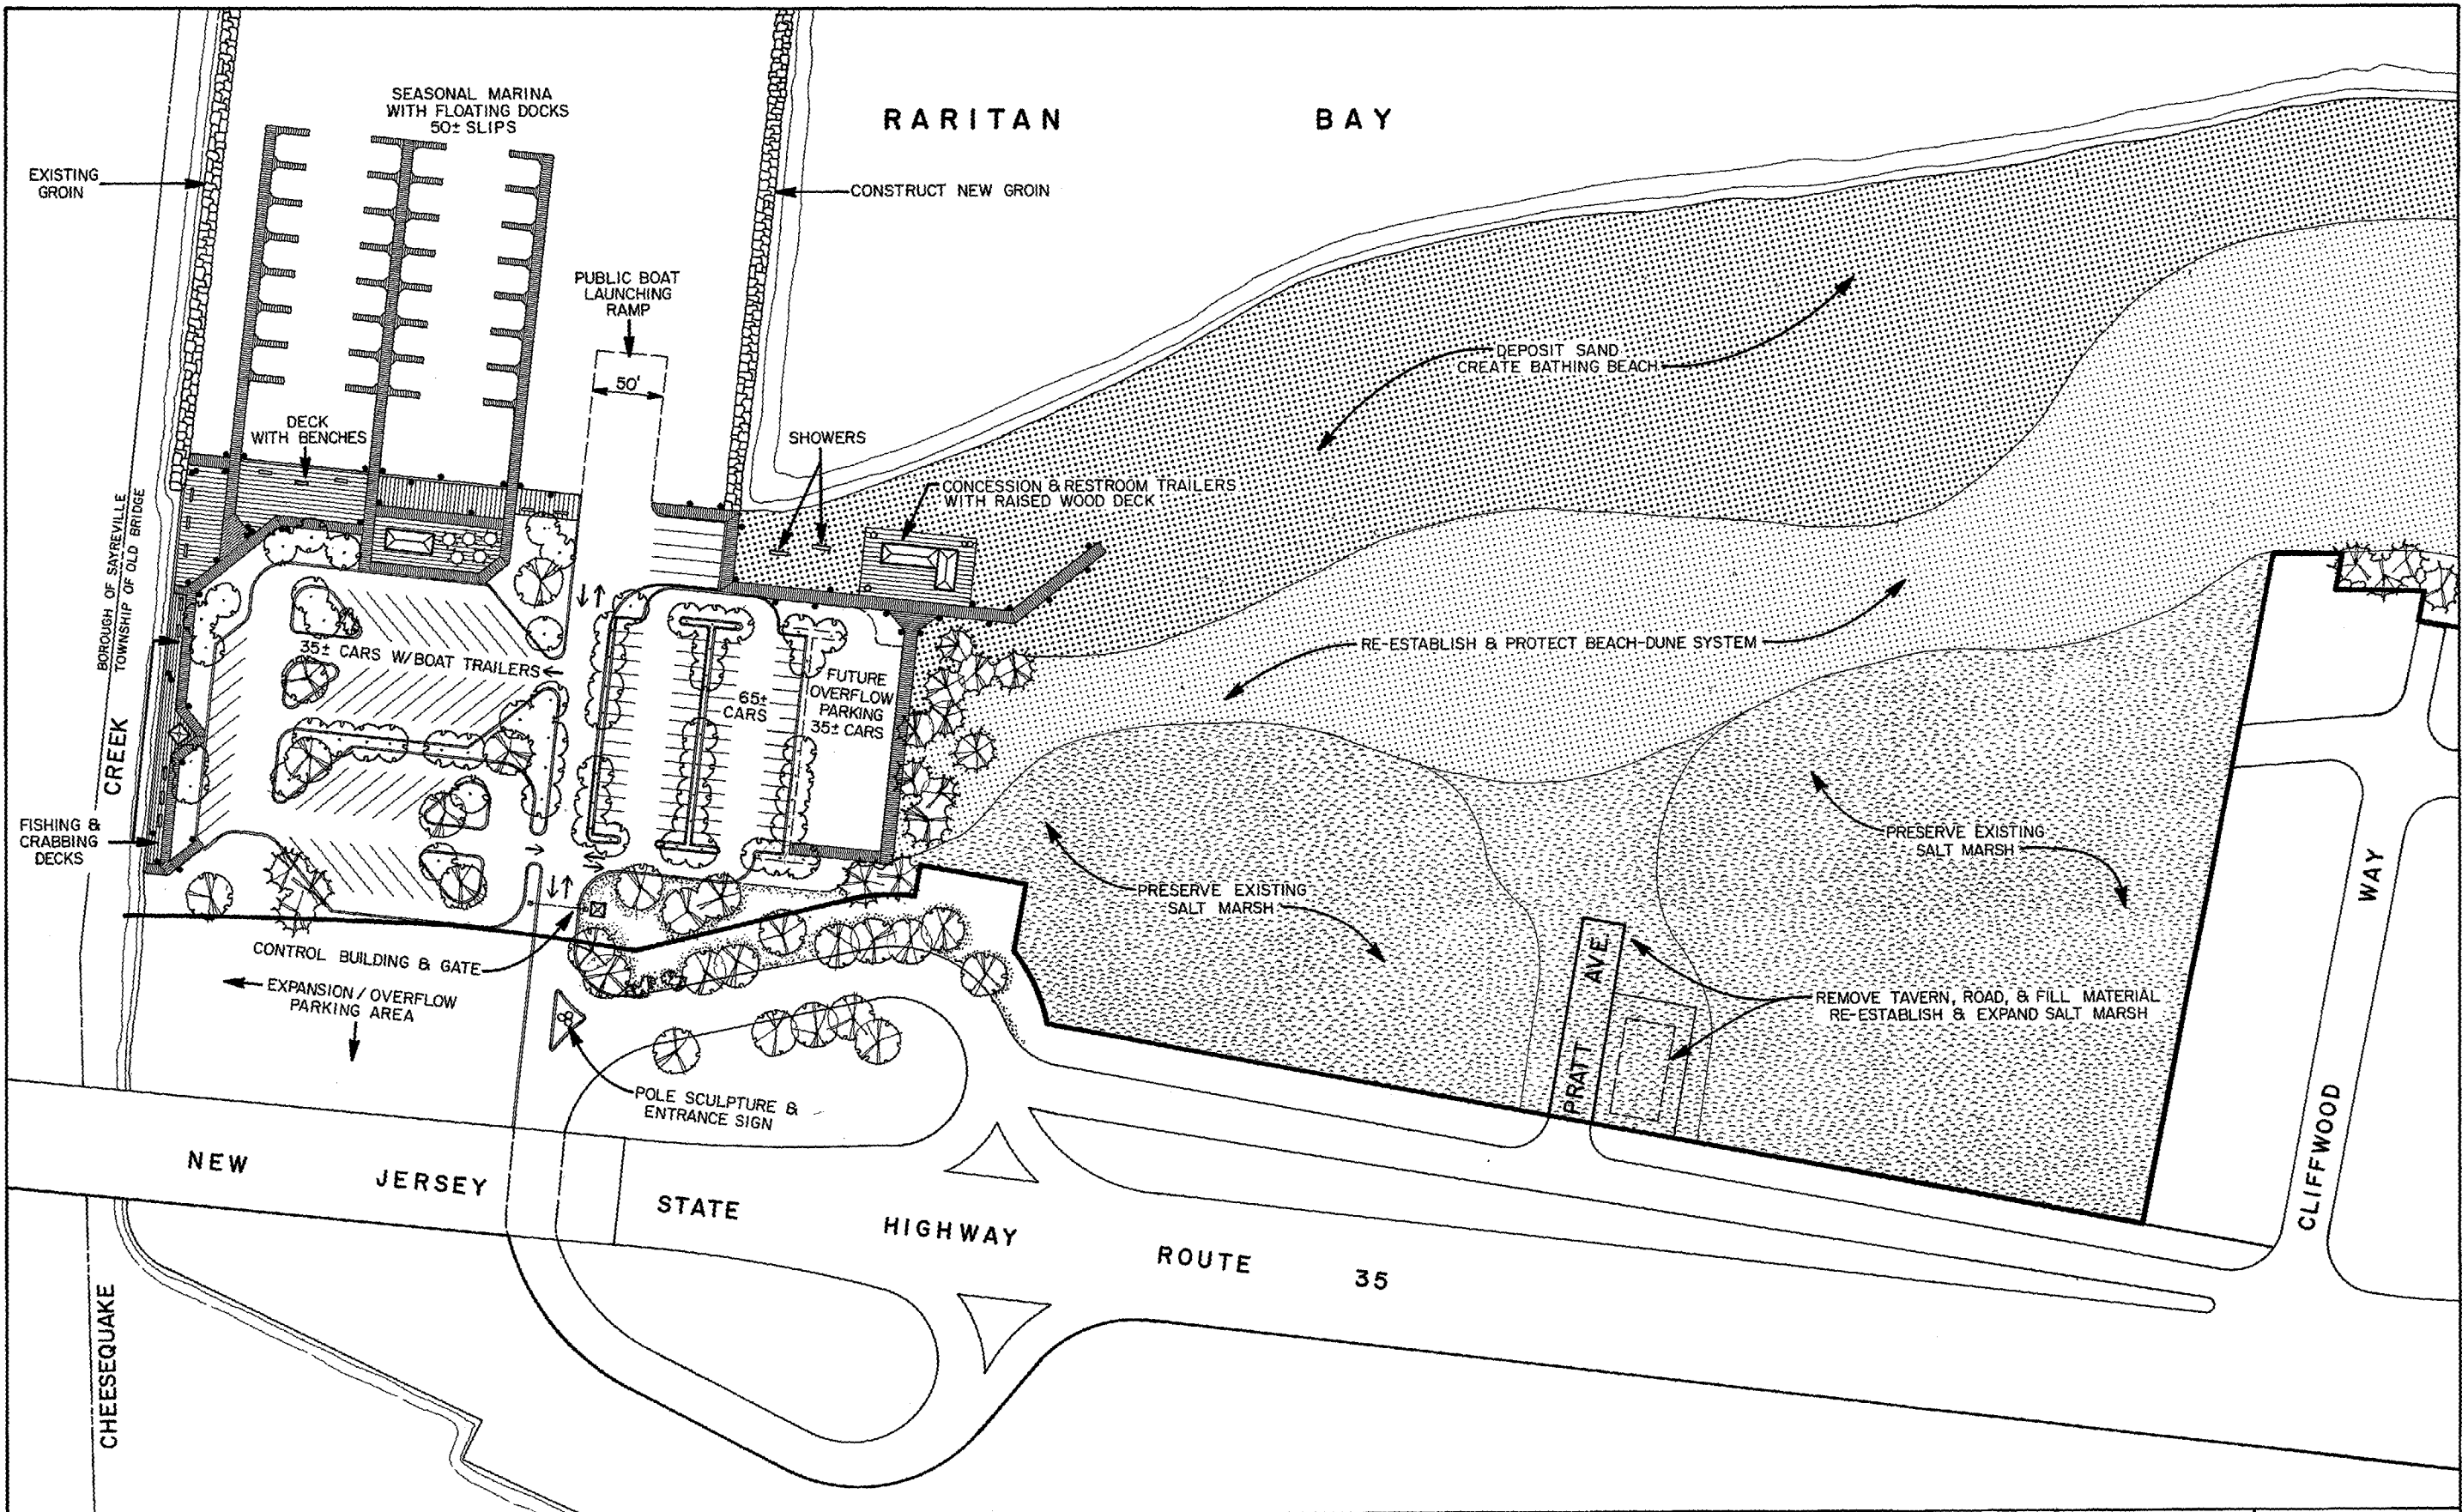 SEASONAL MARINA
WITH FLOATING DOCKS
50± SLIPS
RARITAN BAY
EXISTING
GROIN
CONSTRUCT NEW GROIN
PUBLIC BOAT
LAUNCHING
RAMP
50'
DEPOSIT SAND
CREATE BATHING BEACH
DECK
WITH BENCHES
SHOWERS
CONCESSION & RESTROOM TRAILERS
WITH RAISED WOOD DECK
BOROUGH OF SAYREVILLE
TOWNSHIP OF OLD BRIDGE
35± CARS W/BOAT TRAILERS
65±
CARS
FUTURE
OVERFLOW
PARKING
35± CARS
RE-ESTABLISH & PROTECT BEACH-DUNE SYSTEM
CREEK
FISHING &
CRABBING
DECKS
PRESERVE EXISTING
SALT MARSH
PRESERVE EXISTING
SALT MARSH
CONTROL BUILDING & GATE
EXPANSION / OVERFLOW
PARKING AREA
PRATT AVE.
REMOVE TAVERN, ROAD, & FILL MATERIAL
RE-ESTABLISH & EXPAND SALT MARSH
CLIFFWOOD WAY
POLE SCULPTURE &
ENTRANCE SIGN
NEW JERSEY STATE HIGHWAY ROUTE 35
CHEESEQUAKE